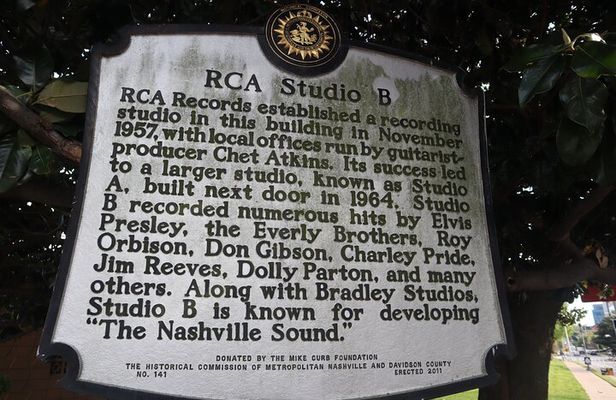 RCA Studio B
RCA Records established a recording
studio in this building in November
1957, with local offices run by guitarist-
producer Chet Atkins. Its success led
to a larger studio, known as Studio
A, built next door in 1964. Studio
B recorded numerous hits by Elvis
Presley, the Everly Brothers, Roy
Orbison, Don Gibson, Charley Pride,
Jim Reeves, Dolly Parton, and many
others. Along with Bradley Studios,
Studio B is known for developing
“The Nashville Sound.”
DONATED BY THE MIKE CURB FOUNDATION
THE HISTORICAL COMMISSION OF METROPOLITAN NASHVILLE AND DAVIDSON COUNTY
NO. 141 ERECTED 2011